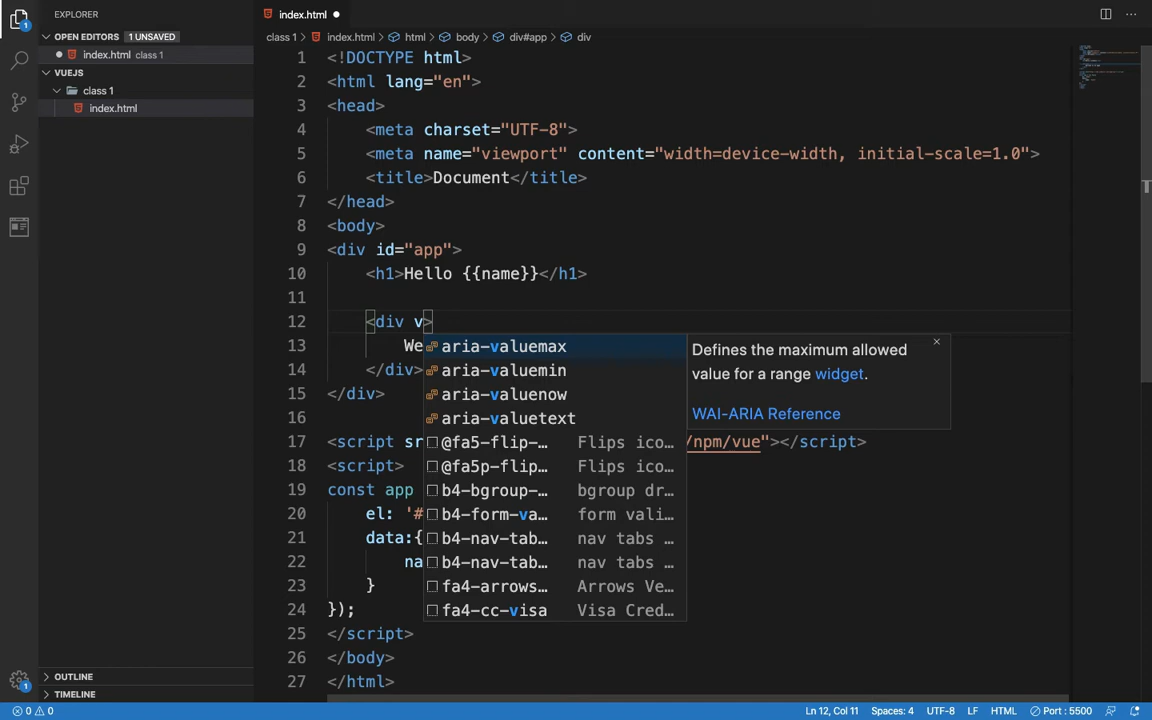 EXPLORER
index.html
OPEN EDITORS 1 UNSAVED
class 1 index.html html body div#app div
index.html class 1
1 <!DOCTYPE html>
2 <html lang="en">
VUEJS
class 1
3 <head>
index.html
4 <meta charset="UTF-8">
5 <meta name="viewport" content="width=device-width, initial-scale=1.0">
6 <title>Document</title>
7 </head>
8 <body>
9 <div id="app">
10 <h1>Hello {{name}}</h1>
11
12 <div v>
13 We
aria-valuemax
Defines the maximum allowed
value for a range widget.
WAI-ARIA Reference
14 </div>
aria-valuemin
15 </div>
aria-valuenow
16
aria-valuetext
17 <script sr
@fa5-flip-… Flips ico…
/npm/vue"></script>
18 <script>
@fa5p-flip… Flips ico…
19 const app
b4-bgroup-… bgroup dr…
20 el: '#
b4-form-va… form vali…
21 data:{
b4-nav-tab… nav tabs …
22 na
b4-nav-tab… nav tabs …
23 }
fa4-arrows… Arrows Ve…
24 });
fa4-cc-visa Visa Cred…
25 </script>
26 </body>
27 </html>
OUTLINE
TIMELINE
1
1
0 0
Ln 12, Col 11 Spaces: 4 UTF-8 LF HTML Port : 5500